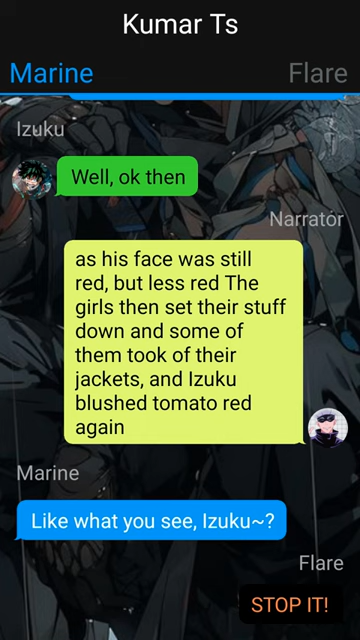 Kumar Ts
Marine Flare
Izuku
Well, ok then
Narrator
as his face was still
red, but less red The
girls then set their stuff
down and some of
them took of their
jackets, and Izuku
blushed tomato red
again
Marine
Like what you see, Izuku~?
Flare
STOP IT!